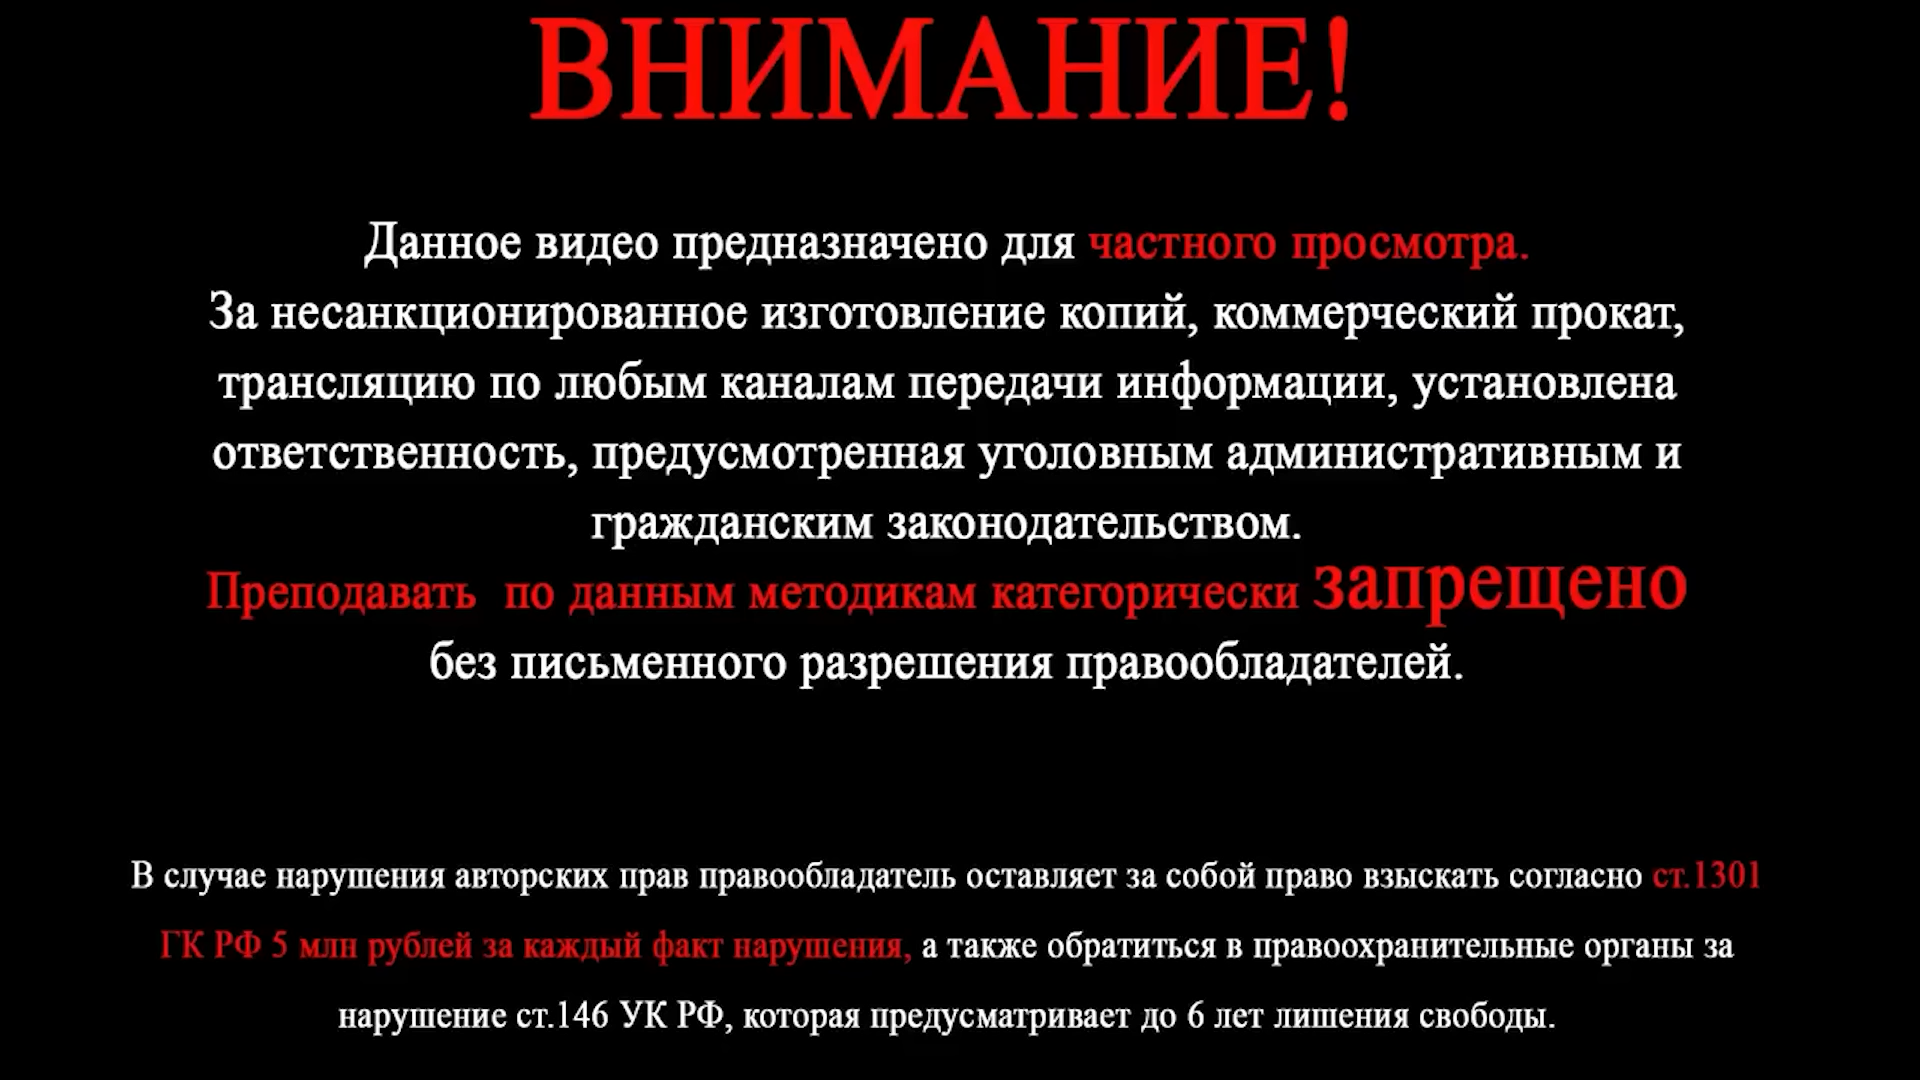 ВНИМАНИЕ!
Данное видео предназначено для частного просмотра.
За несанкционированное изготовление копий, коммерческий прокат,
трансляцию по любым каналам передачи информации, установлена
ответственность, предусмотренная уголовным административным и
гражданским законодательством.
Преподавать по данным методикам категорически запрещено
без письменного разрешения правообладателей.
В случае нарушения авторских прав правообладатель оставляет за собой право взыскать согласно ст.1301
ГК РФ 5 млн рублей за каждый факт нарушения, а также обратиться в правоохранительные органы за
нарушение ст.146 УК РФ, которая предусматривает до 6 лет лишения свободы.